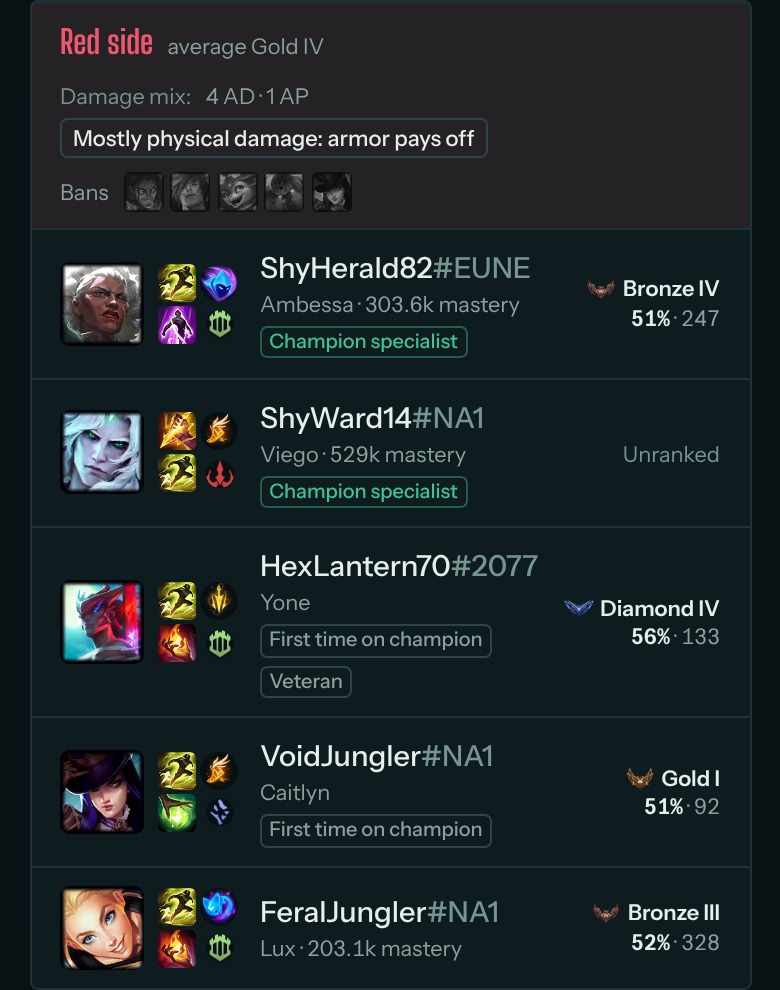 Red side average Gold IV
Damage mix: 4 AD · 1 AP
Mostly physical damage: armor pays off
Bans
ShyHerald82#EUNE
Ambessa · 303.6k mastery
Champion specialist
Bronze IV
51% · 247
ShyWard14#NA1
Viego · 529k mastery
Champion specialist
Unranked
HexLantern70#2077
Yone
First time on champion
Veteran
Diamond IV
56% · 133
VoidJungler#NA1
Caitlyn
First time on champion
Gold I
51% · 92
FeralJungler#NA1
Lux · 203.1k mastery
Bronze III
52% · 328